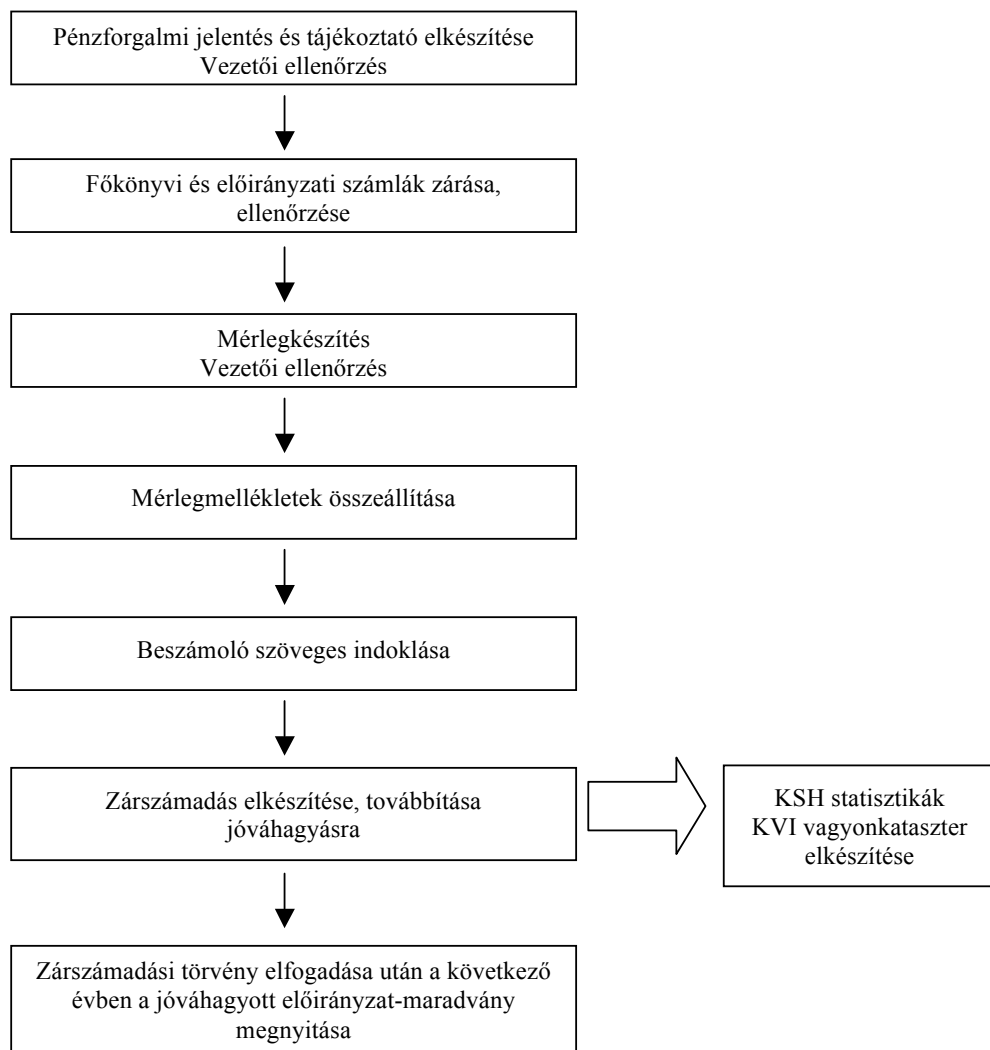 Pénzforgalmi jelentés és tájékoztató elkészítése
Vezetői ellenőrzés
Főkönyvi és előirányzati számlák zárása,
ellenőrzése
Mérlegkészítés
Vezetői ellenőrzés
Mérlegmellékletek összeállítása
Beszámoló szöveges indoklása
Zárszámadás elkészítése, továbbítása
jóváhagyásra
KSH statisztikák
KVI vagyonkataszter
elkészítése
Zárszámadási törvény elfogadása után a következő
évben a jóváhagyott előirányzat-maradvány
megnyitása